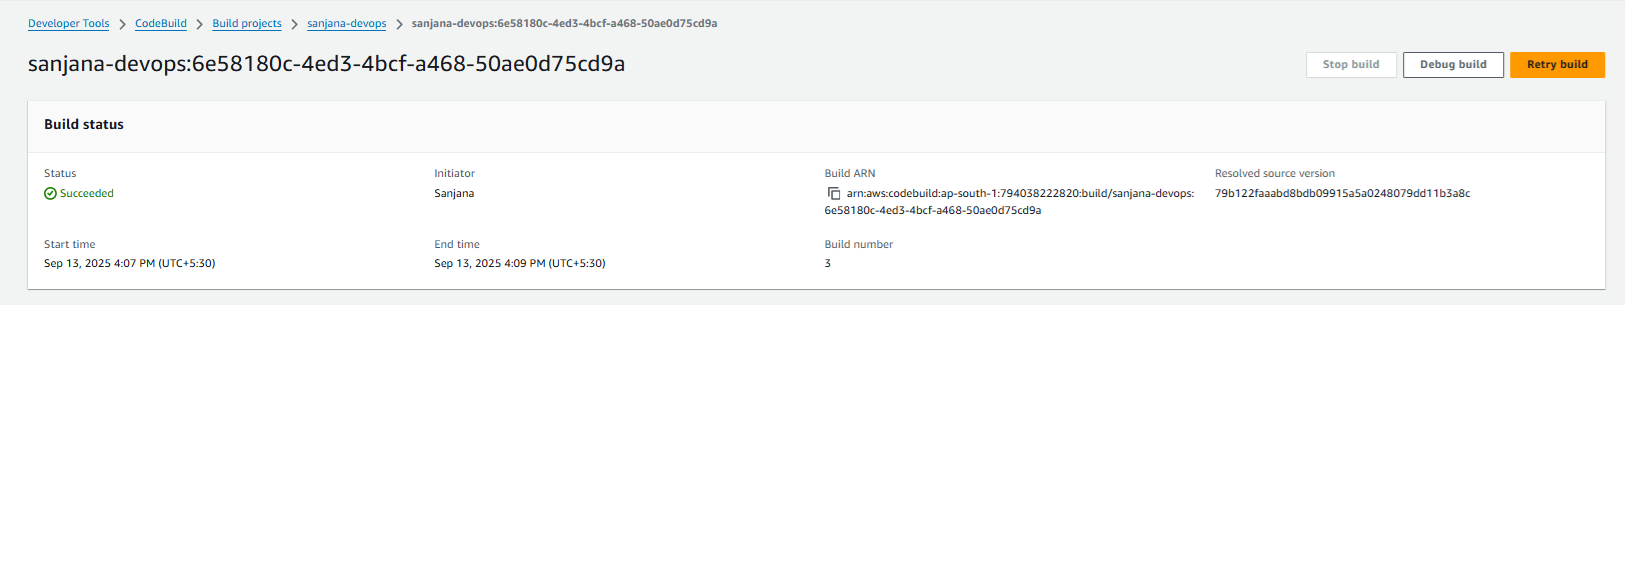 Developer Tools > CodeBuild > Build projects > sanjana-devops > sanjana-devops:6e58180c-4ed3-4bcf-a468-50ae0d75cd9a
sanjana-devops:6e58180c-4ed3-4bcf-a468-50ae0d75cd9a
Stop build
Debug build
Retry build
Build status
Status
Succeeded
Initiator
Sanjana
Build ARN
arn:aws:codebuild:ap-south-1:794038222820:build/sanjana-devops:
6e58180c-4ed3-4bcf-a468-50ae0d75cd9a
Resolved source version
79b122faaabd8bdb09915a5a0248079dd11b3a8c
Start time
Sep 13, 2025 4:07 PM (UTC+5:30)
End time
Sep 13, 2025 4:09 PM (UTC+5:30)
Build number
3